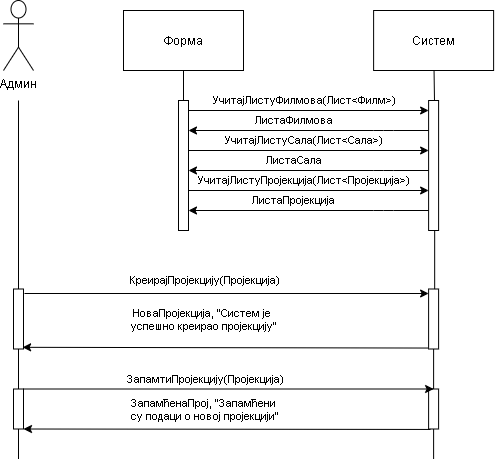 Форма
Систем
Админ
УчитајЛистуФилмова(Лист<Филм>)
ЛистаФилмова
УчитајЛистуСала(Лист<Сала>)
ЛистаСала
УчитајЛистуПројекција(Лист<Пројекција>)
ЛистаПројекција
КреирајПројекцију(Пројекција)
НоваПројекција, "Систем је
успешно креирао пројекцију"
ЗапамтиПројекцију(Пројекција)
ЗапамћенаПрој, "Запамћени
су подаци о новој пројекцији"